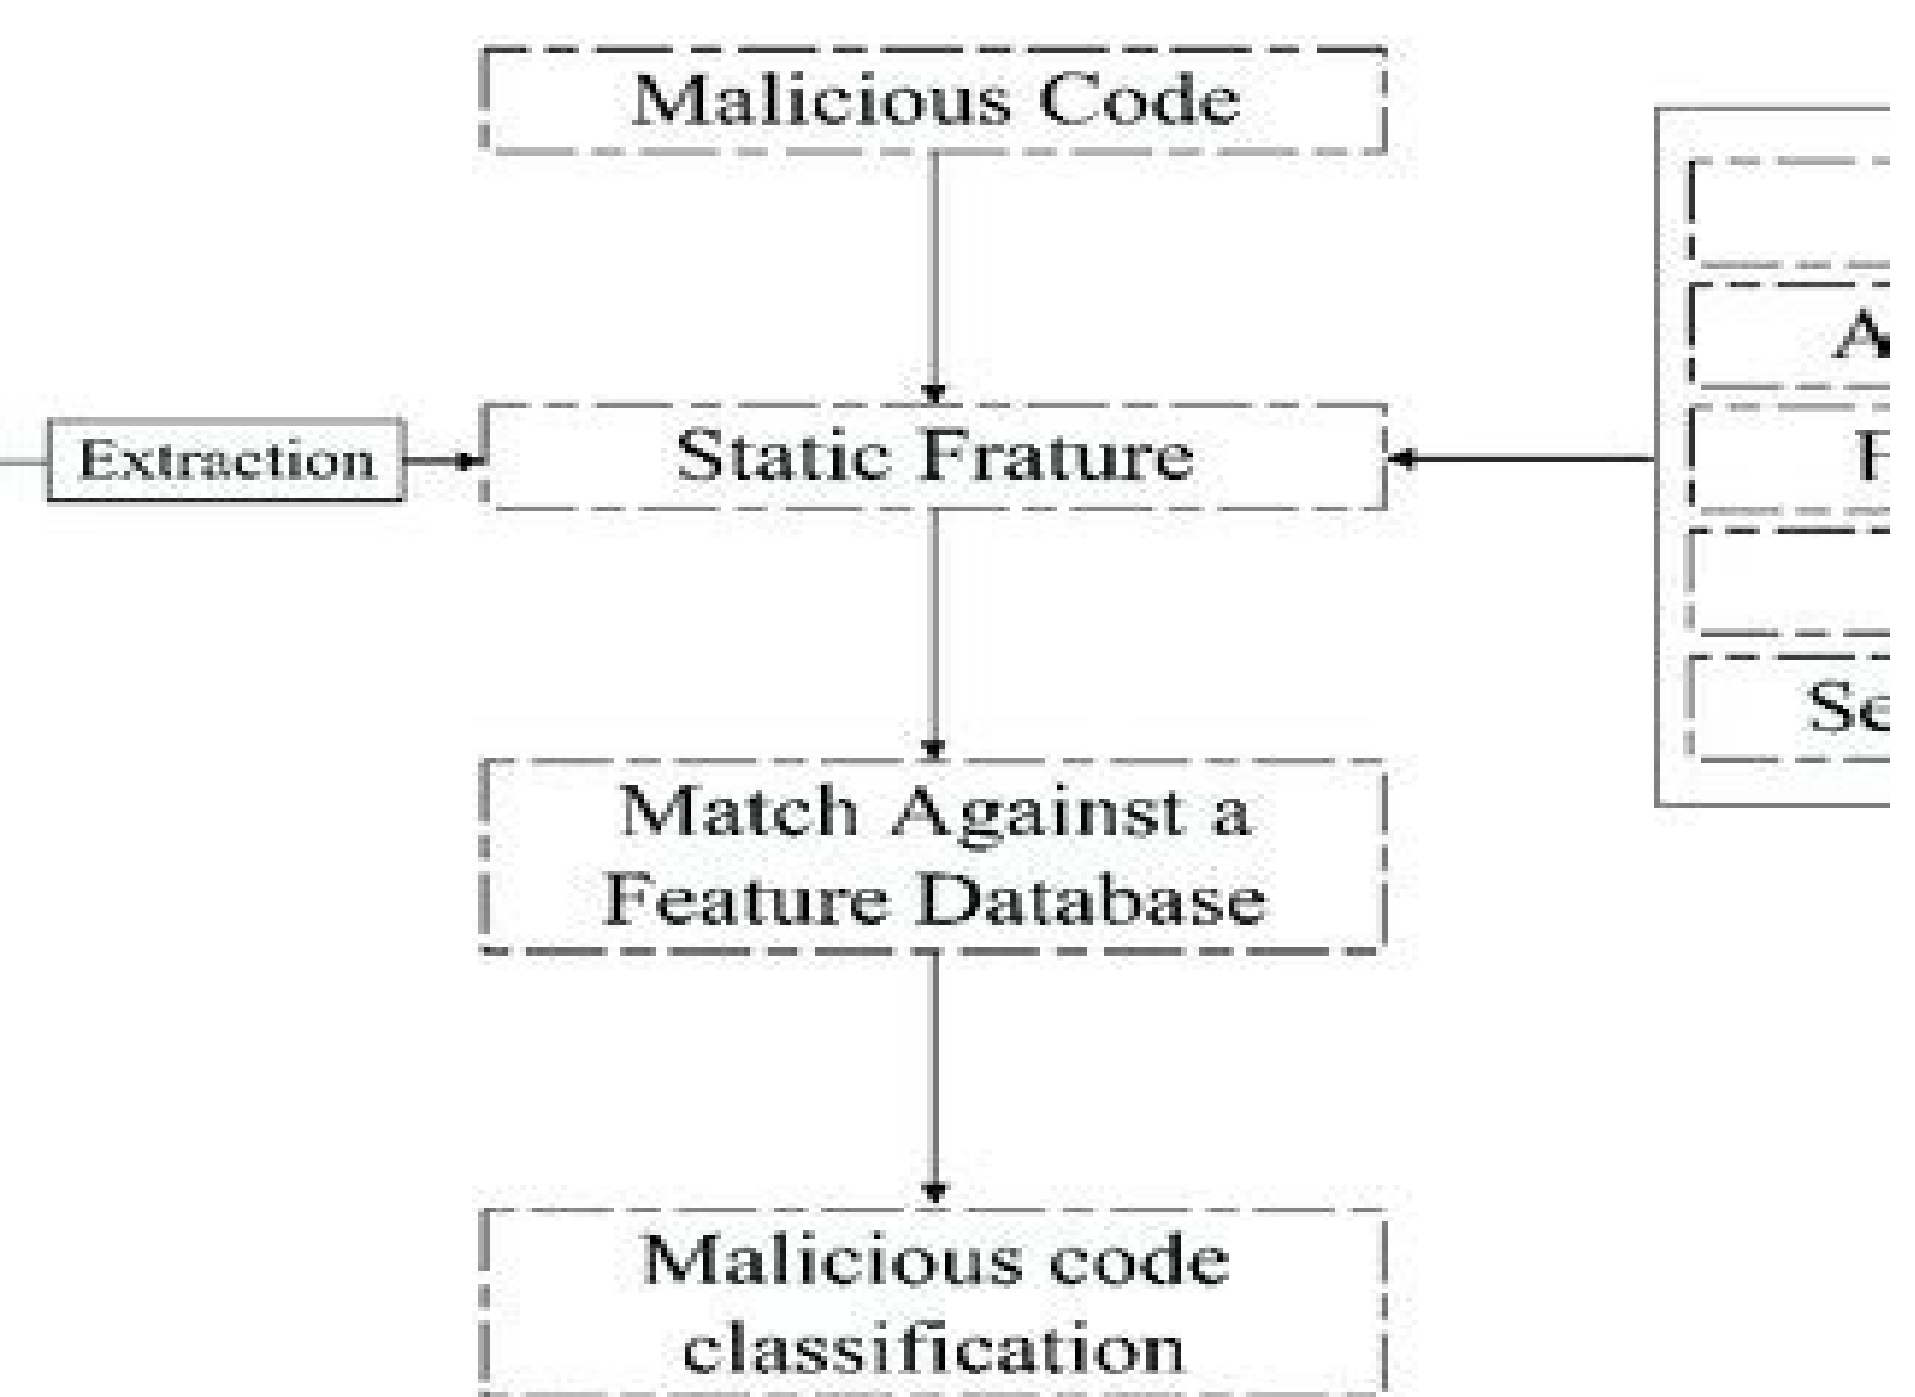 Malicious Code
Extraction
Static Frature
Match Against a
Feature Database
Malicious code
classification